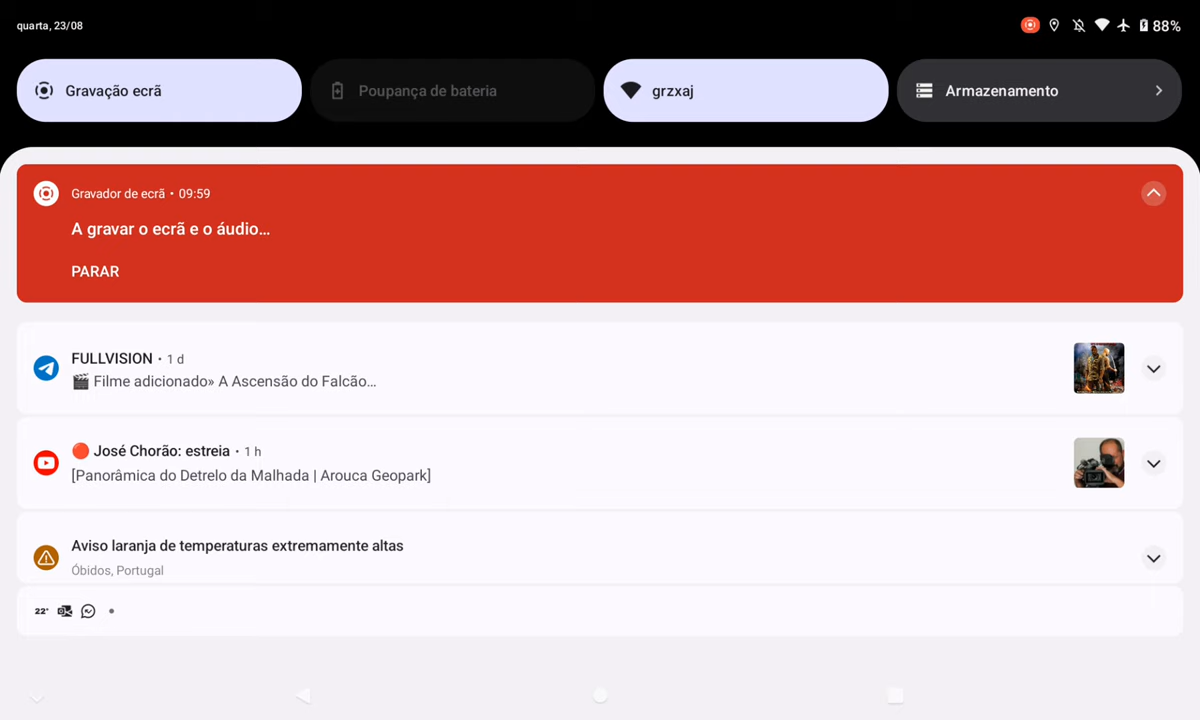 quarta, 23/08
88%
Gravação ecrã
Poupança de bateria
grzxaj
Armazenamento
Gravador de ecrã • 09:59
A gravar o ecrã e o áudio…
PARAR
FULLVISION • 1 d
🎬 Filme adicionado» A Ascensão do Falcão…
🔴 José Chorão: estreia • 1 h
[Panorâmica do Detrelo da Malhada | Arouca Geopark]
Aviso laranja de temperaturas extremamente altas
Óbidos, Portugal
22°